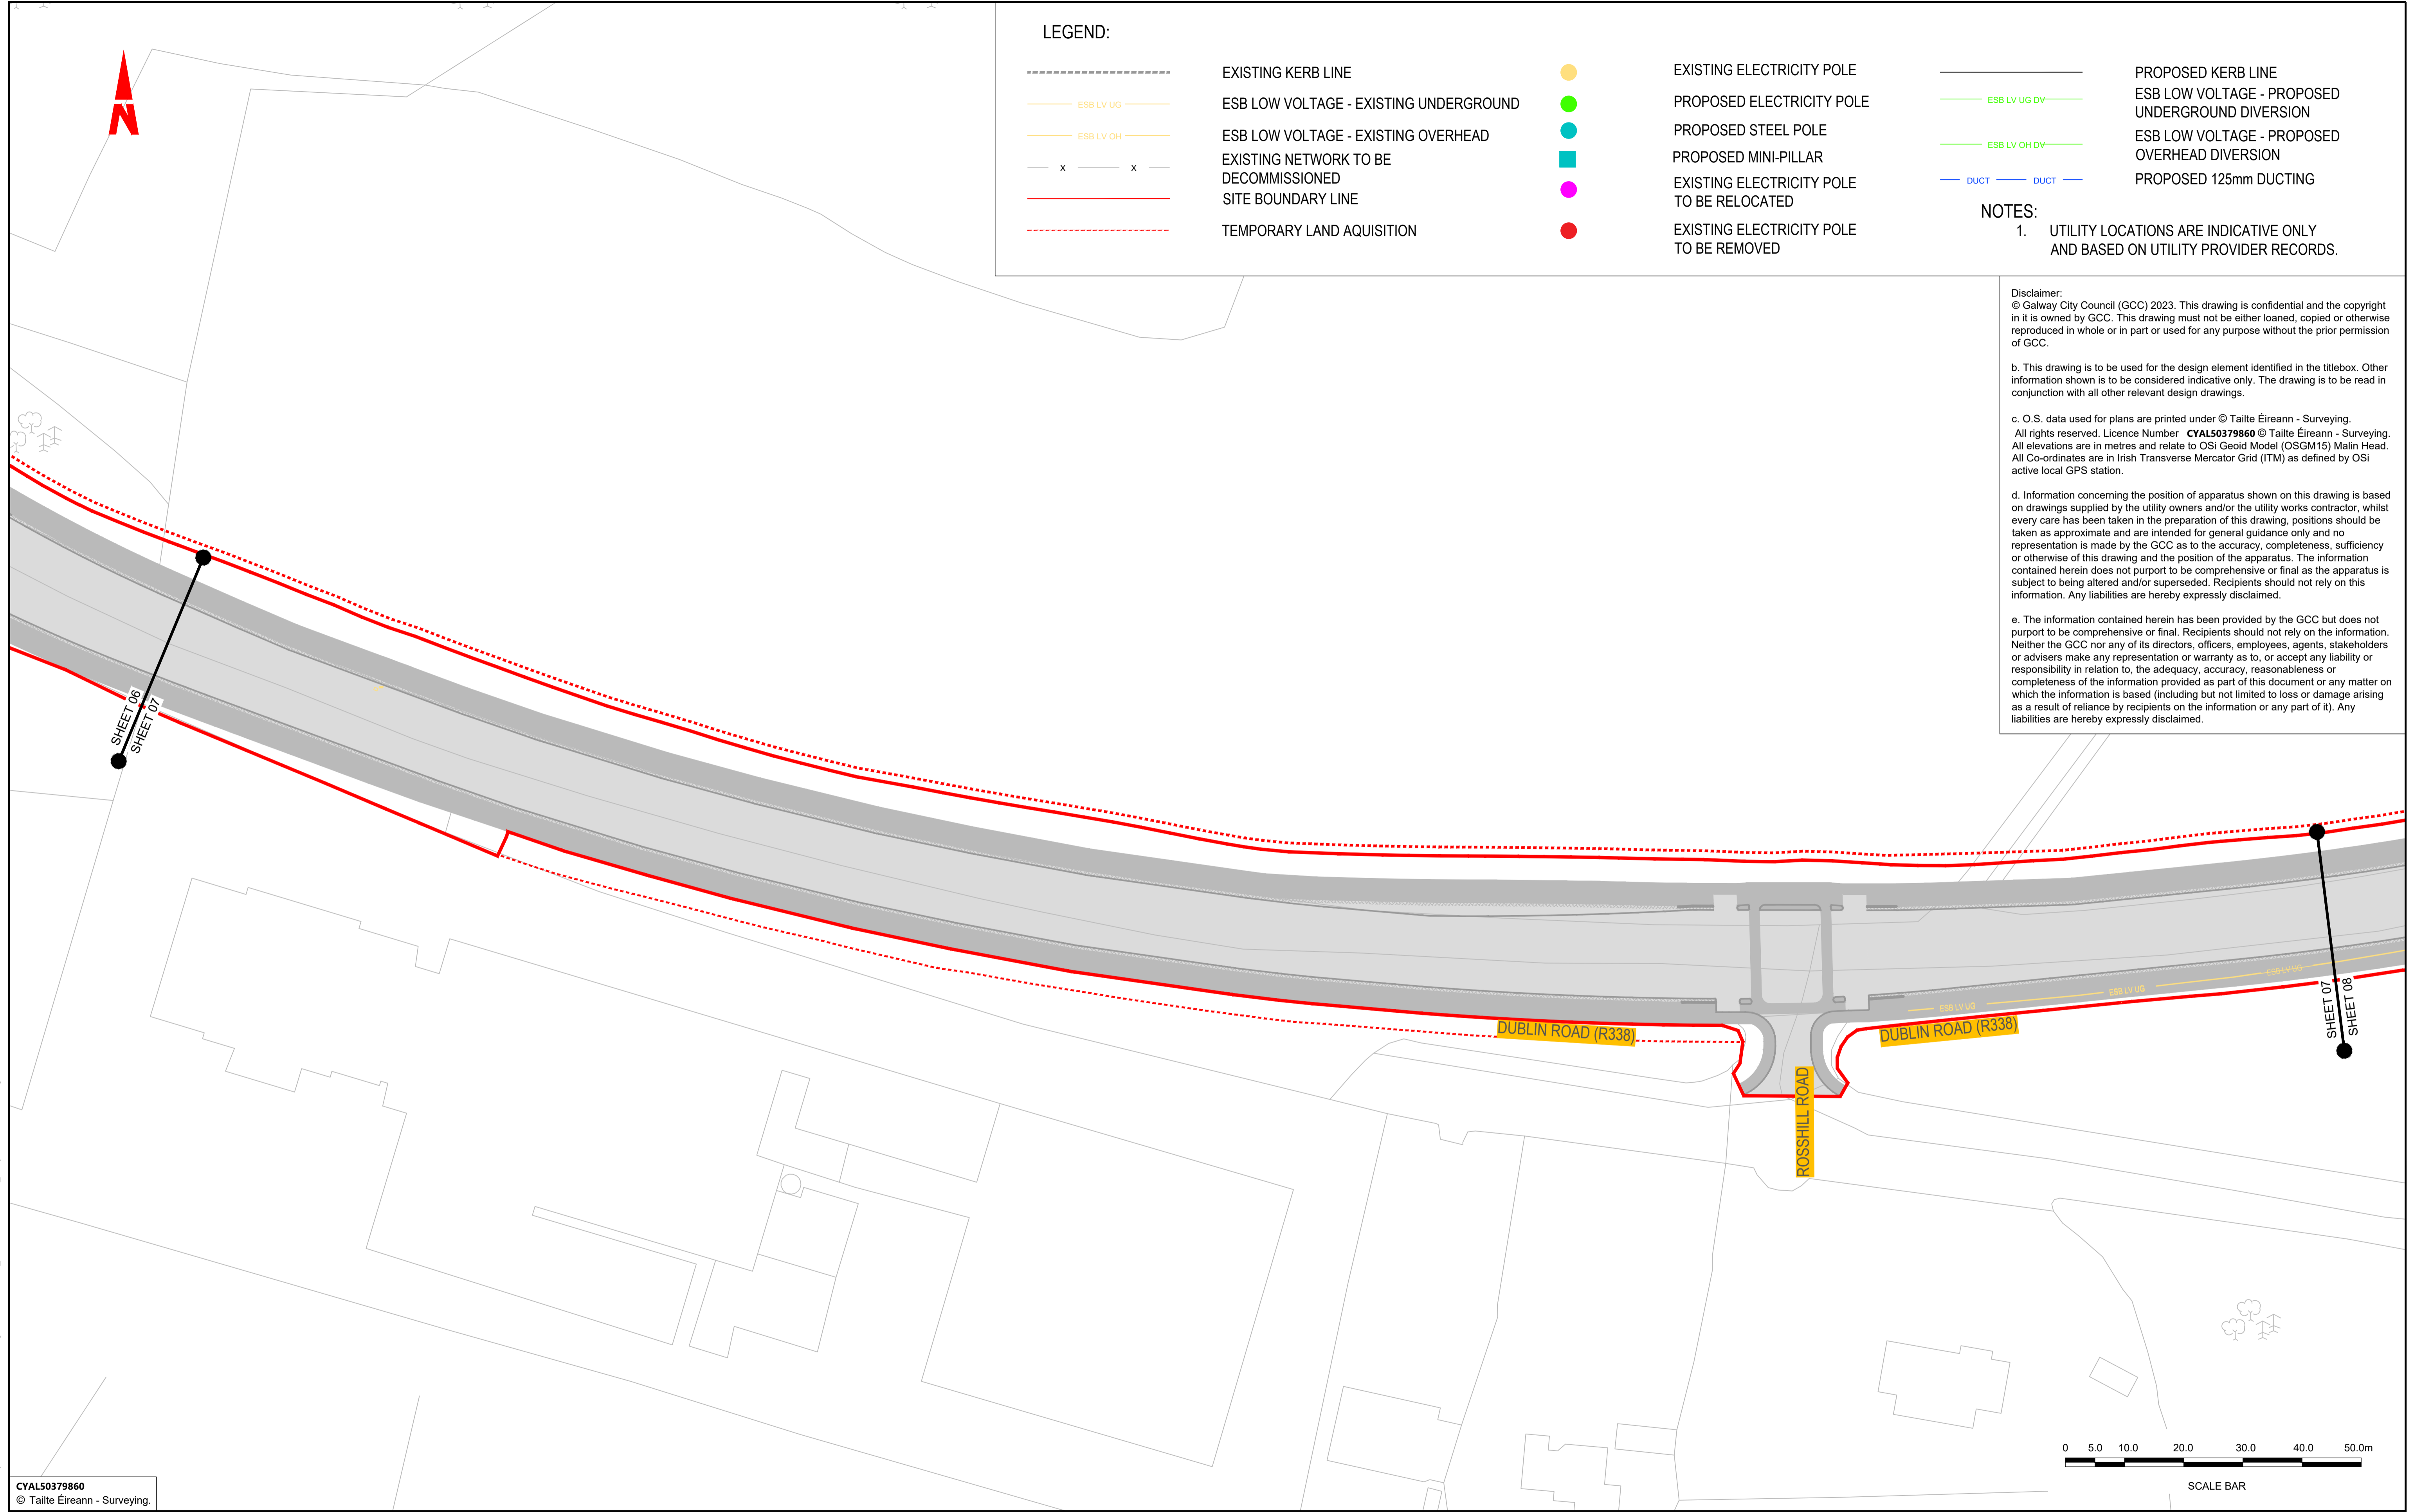 LEGEND:
EXISTING KERB LINE
ESB LV UG
ESB LOW VOLTAGE - EXISTING UNDERGROUND
ESB LV OH
ESB LOW VOLTAGE - EXISTING OVERHEAD
X X
EXISTING NETWORK TO BE
DECOMMISSIONED
SITE BOUNDARY LINE
TEMPORARY LAND AQUISITION
EXISTING ELECTRICITY POLE
PROPOSED ELECTRICITY POLE
PROPOSED STEEL POLE
PROPOSED MINI-PILLAR
EXISTING ELECTRICITY POLE
TO BE RELOCATED
EXISTING ELECTRICITY POLE
TO BE REMOVED
PROPOSED KERB LINE
ESB LV UG DV
ESB LOW VOLTAGE - PROPOSED
UNDERGROUND DIVERSION
ESB LV OH DV
ESB LOW VOLTAGE - PROPOSED
OVERHEAD DIVERSION
DUCT DUCT
PROPOSED 125mm DUCTING
NOTES:
1. UTILITY LOCATIONS ARE INDICATIVE ONLY
AND BASED ON UTILITY PROVIDER RECORDS.
Disclaimer:
© Galway City Council (GCC) 2023. This drawing is confidential and the copyright
in it is owned by GCC. This drawing must not be either loaned, copied or otherwise
reproduced in whole or in part or used for any purpose without the prior permission
of GCC.
b. This drawing is to be used for the design element identified in the titlebox. Other
information shown is to be considered indicative only. The drawing is to be read in
conjunction with all other relevant design drawings.
c. O.S. data used for plans are printed under © Tailte Éireann - Surveying.
All rights reserved. Licence Number CYAL50379860 © Tailte Éireann - Surveying.
All elevations are in metres and relate to OSi Geoid Model (OSGM15) Malin Head.
All Co-ordinates are in Irish Transverse Mercator Grid (ITM) as defined by OSi
active local GPS station.
d. Information concerning the position of apparatus shown on this drawing is based
on drawings supplied by the utility owners and/or the utility works contractor, whilst
every care has been taken in the preparation of this drawing, positions should be
taken as approximate and are intended for general guidance only and no
representation is made by the GCC as to the accuracy, completeness, sufficiency
or otherwise of this drawing and the position of the apparatus. The information
contained herein does not purport to be comprehensive or final as the apparatus is
subject to being altered and/or superseded. Recipients should not rely on this
information. Any liabilities are hereby expressly disclaimed.
e. The information contained herein has been provided by the GCC but does not
purport to be comprehensive or final. Recipients should not rely on the information.
Neither the GCC nor any of its directors, officers, employees, agents, stakeholders
or advisers make any representation or warranty as to, or accept any liability or
responsibility in relation to, the adequacy, accuracy, reasonableness or
completeness of the information provided as part of this document or any matter on
which the information is based (including but not limited to loss or damage arising
as a result of reliance by recipients on the information or any part of it). Any
liabilities are hereby expressly disclaimed.
N
SHEET 06
SHEET 07
ESB LV UG
ESB LV UG
ESB LV UG
SHEET 07
SHEET 08
DUBLIN ROAD (R338)
DUBLIN ROAD (R338)
ROSSHILL ROAD
0 5.0 10.0 20.0 30.0 40.0 50.0m
SCALE BAR
CYAL50379860
© Tailte Éireann - Surveying.